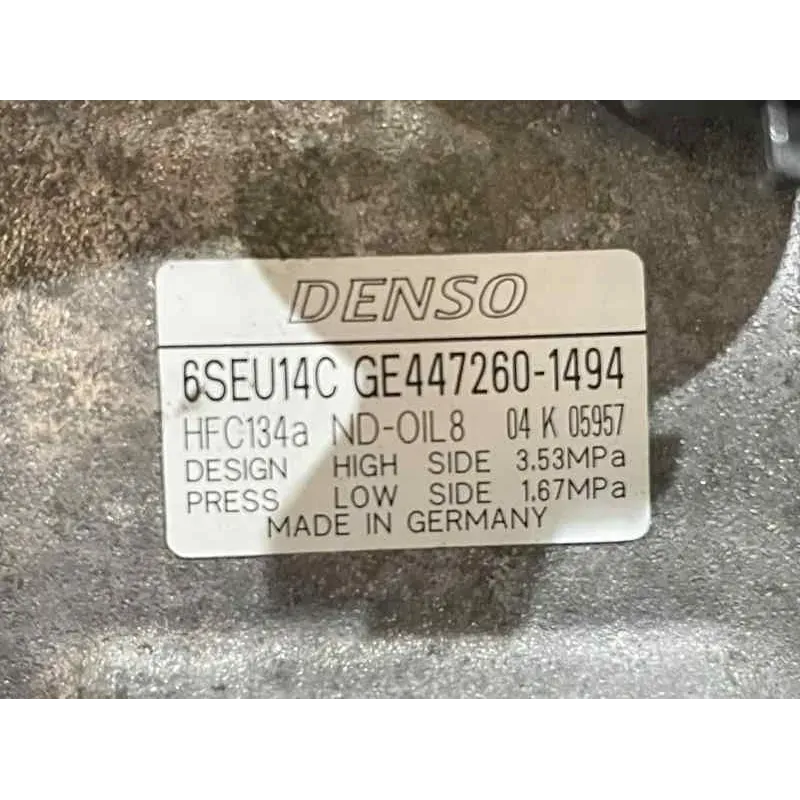 DENSO
6SEU14C GE447260-1494
HFC134a ND-OIL8 04 K 05957
DESIGN HIGH SIDE 3.53MPa
PRESS LOW SIDE 1.67MPa
MADE IN GERMANY